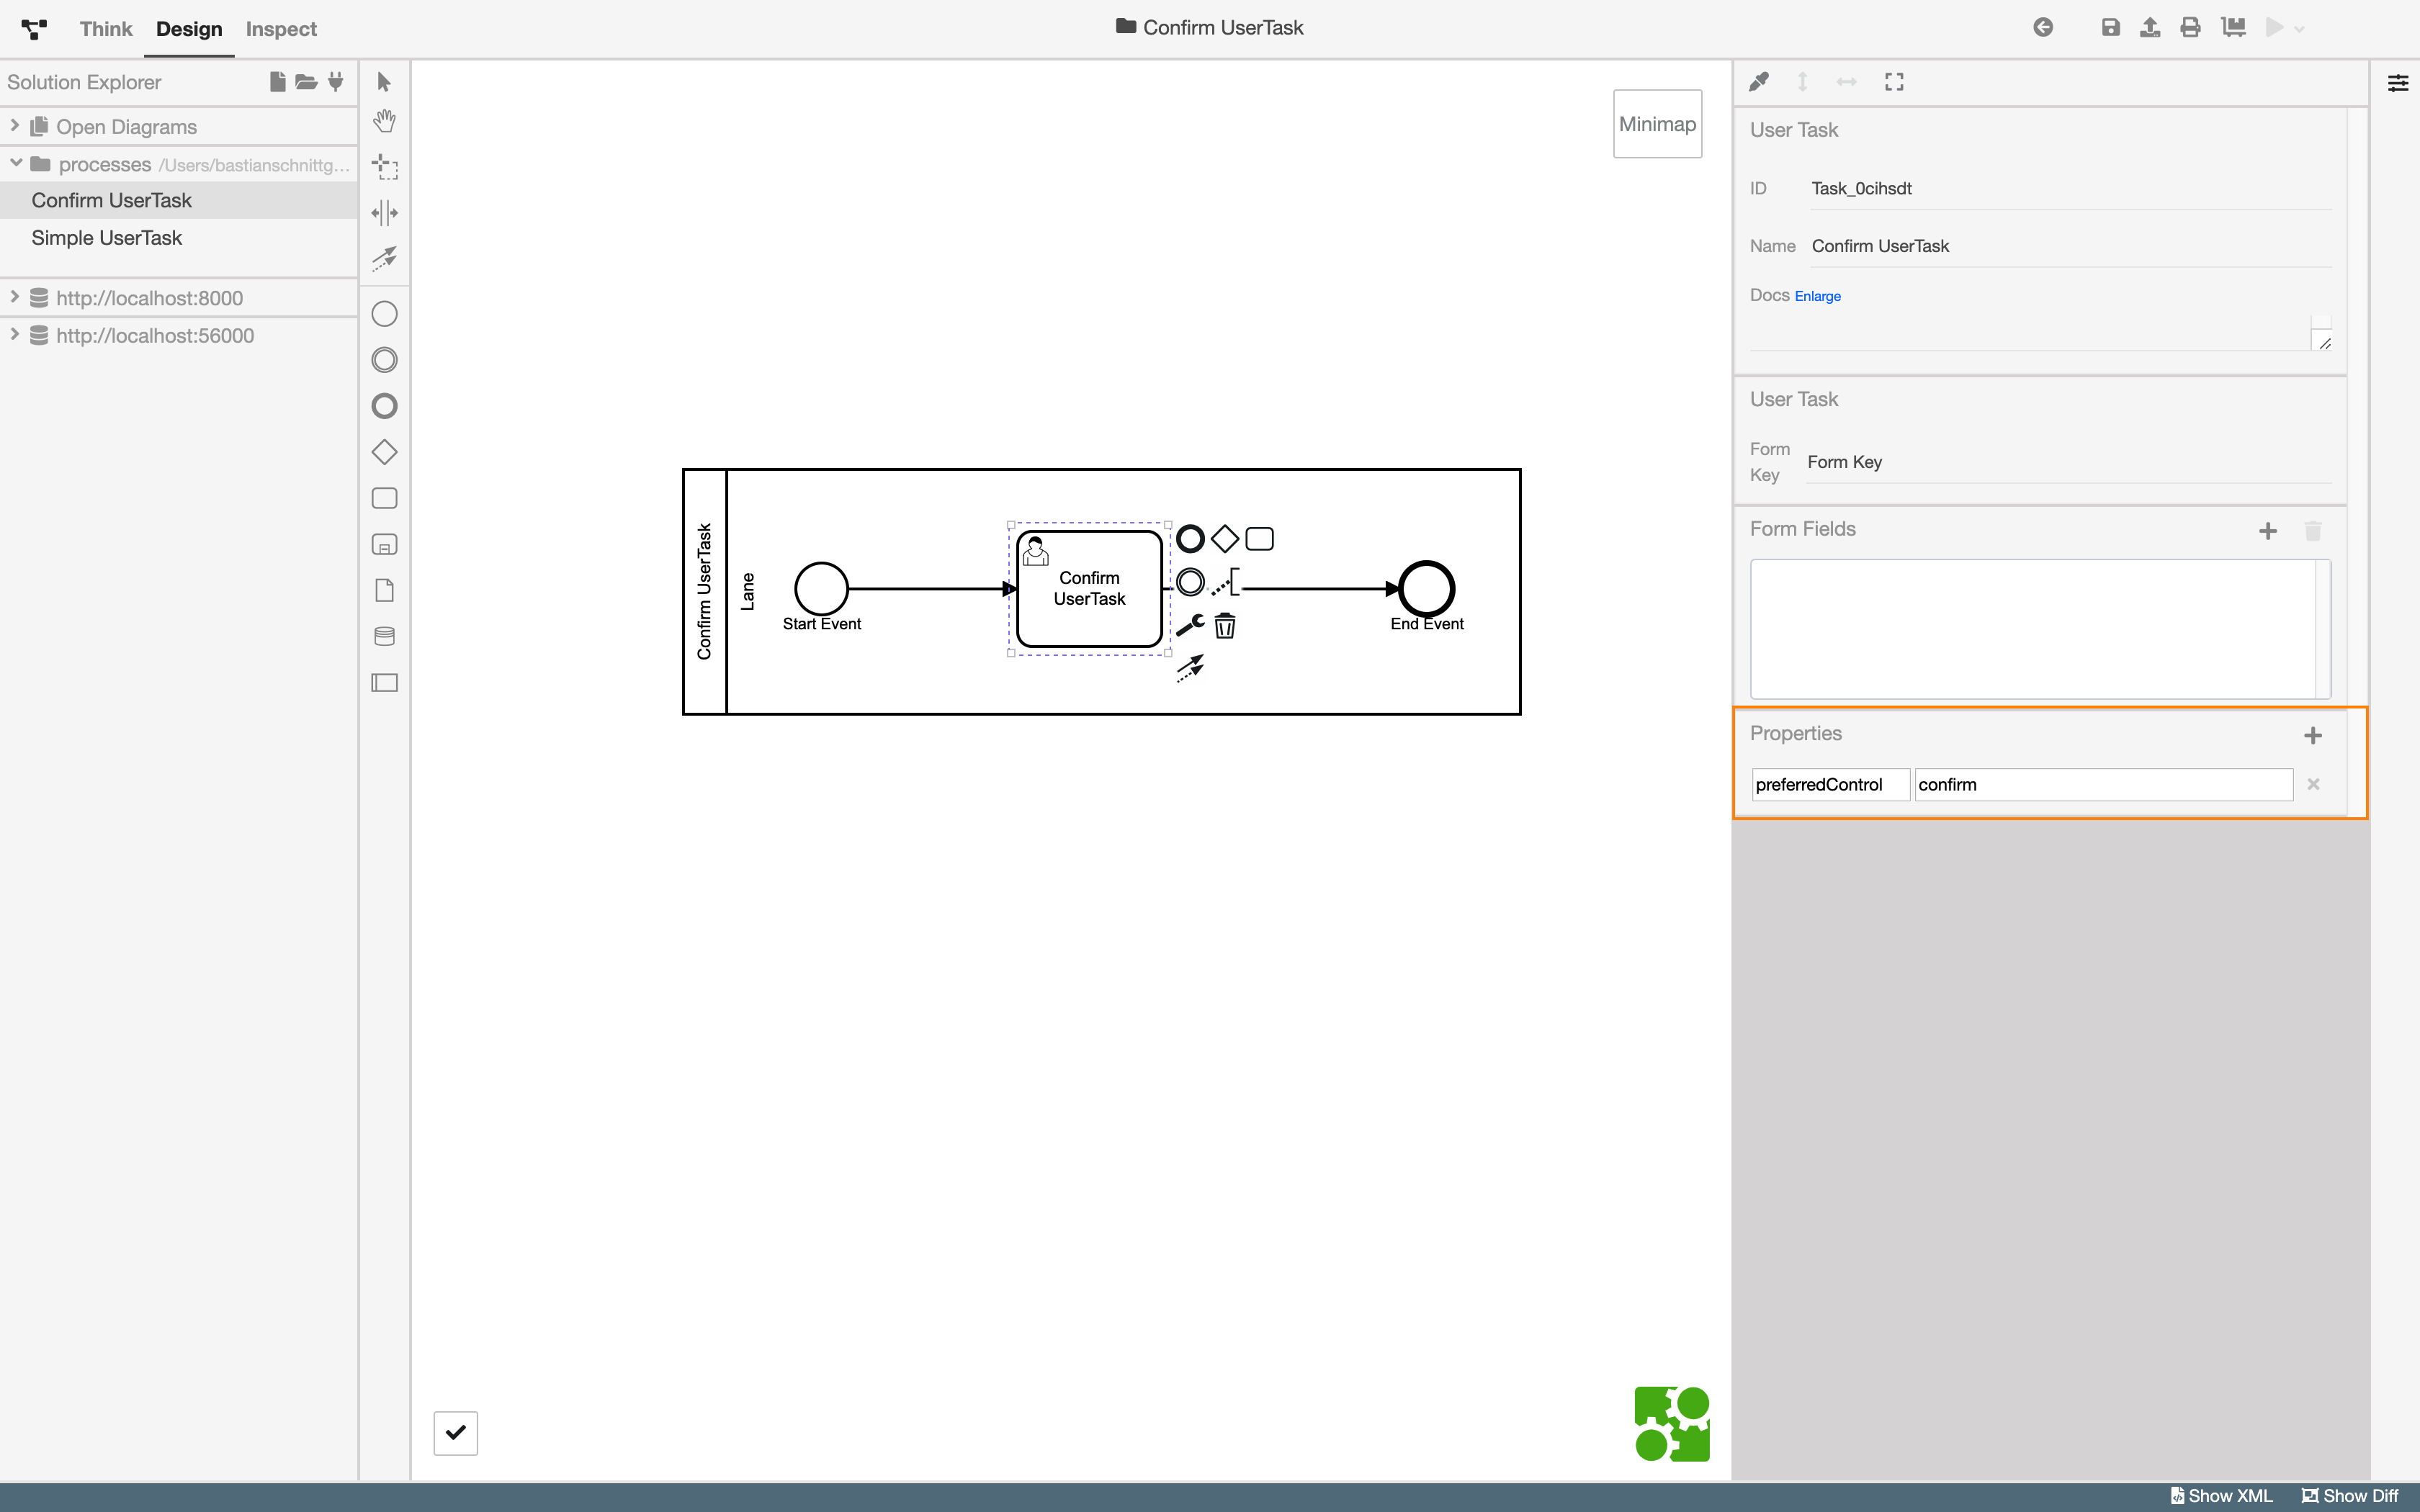 Think Design Inspect
Confirm UserTask
Solution Explorer
Open Diagrams
processes /Users/bastianschnittg...
Confirm UserTask
Simple UserTask
http://localhost:8000
http://localhost:56000
Minimap
Confirm UserTask
Lane
Start Event
Confirm
UserTask
End Event
User Task
ID Task_0cihsdt
Name Confirm UserTask
Docs Enlarge
User Task
Form
Key
Form Key
Form Fields
Properties
preferredControl confirm
Show XML Show Diff